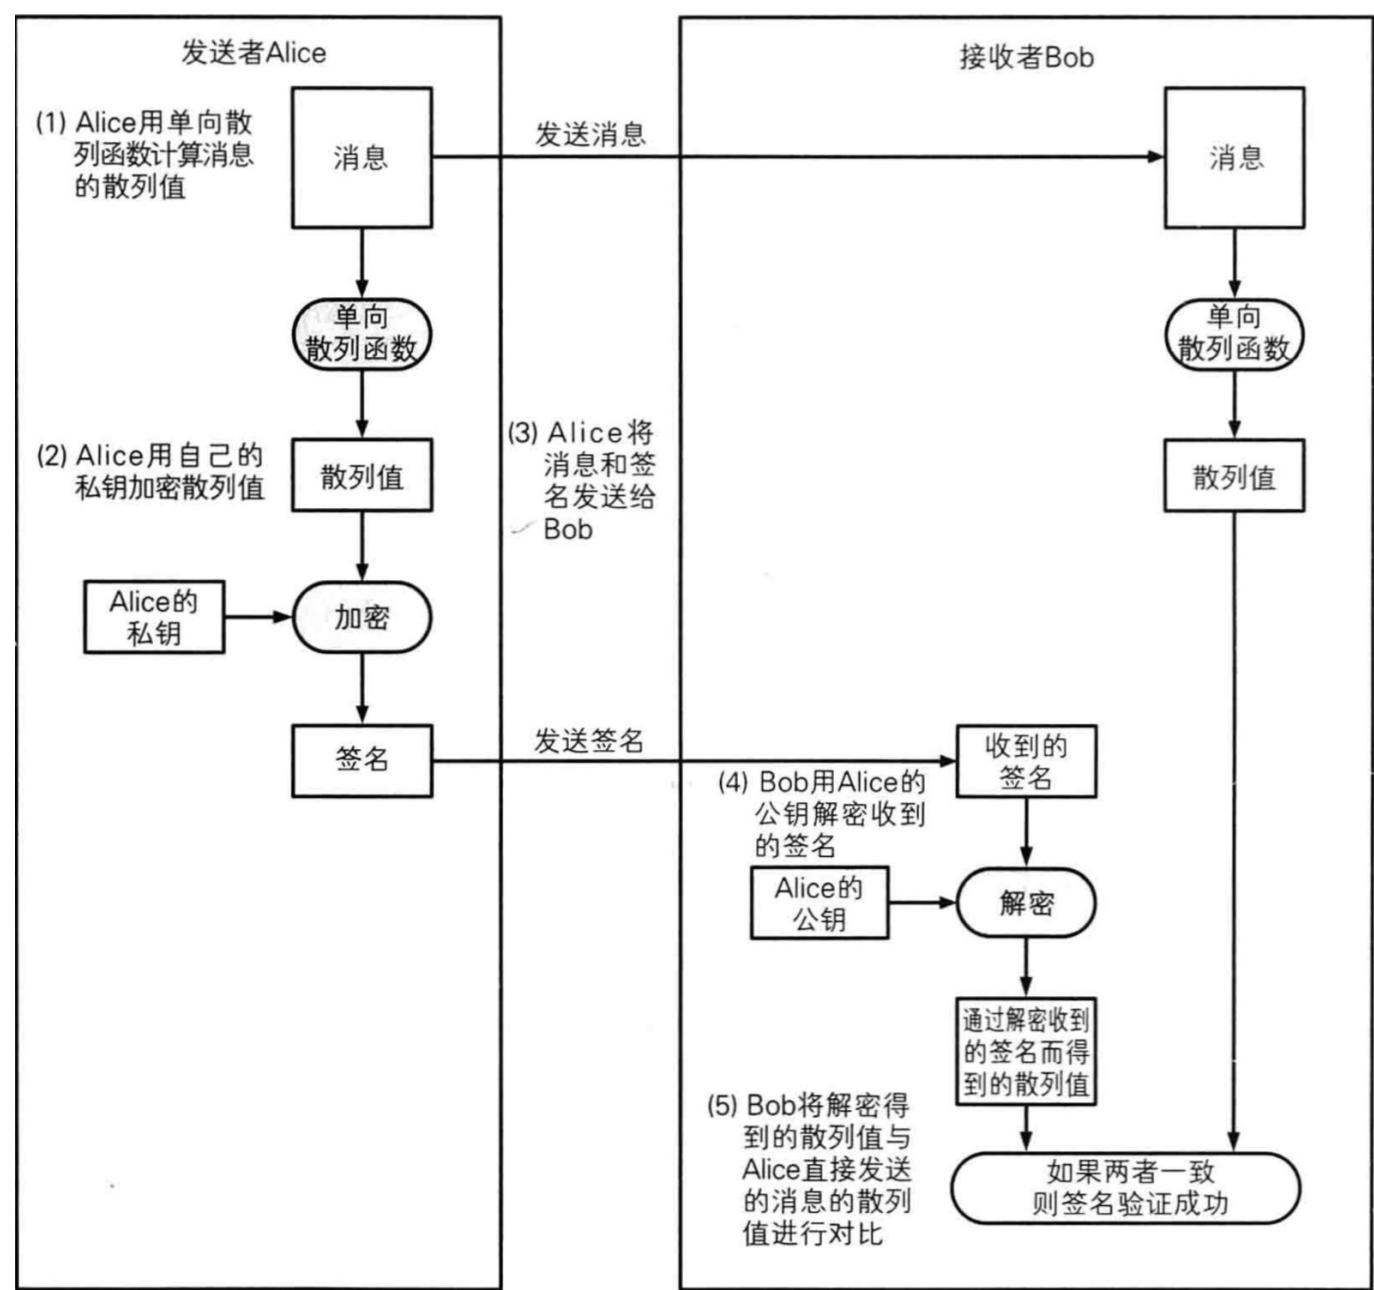 发送者Alice
(1) Alice用单向散
列函数计算消息
的散列值
消息
单向
散列函数
(2) Alice用自己的
私钥加密散列值
散列值
Alice的
私钥
加密
签名
发送消息
(3) Alice将
消息和签
名发送给
Bob
发送签名
接收者Bob
消息
单向
散列函数
散列值
收到的
签名
(4) Bob用Alice的
公钥解密收到
的签名
Alice的
公钥
解密
通过解密收到
的签名而得
到的散列值
(5) Bob将解密得
到的散列值与
Alice直接发送
的消息的散列
值进行对比
如果两者一致
则签名验证成功